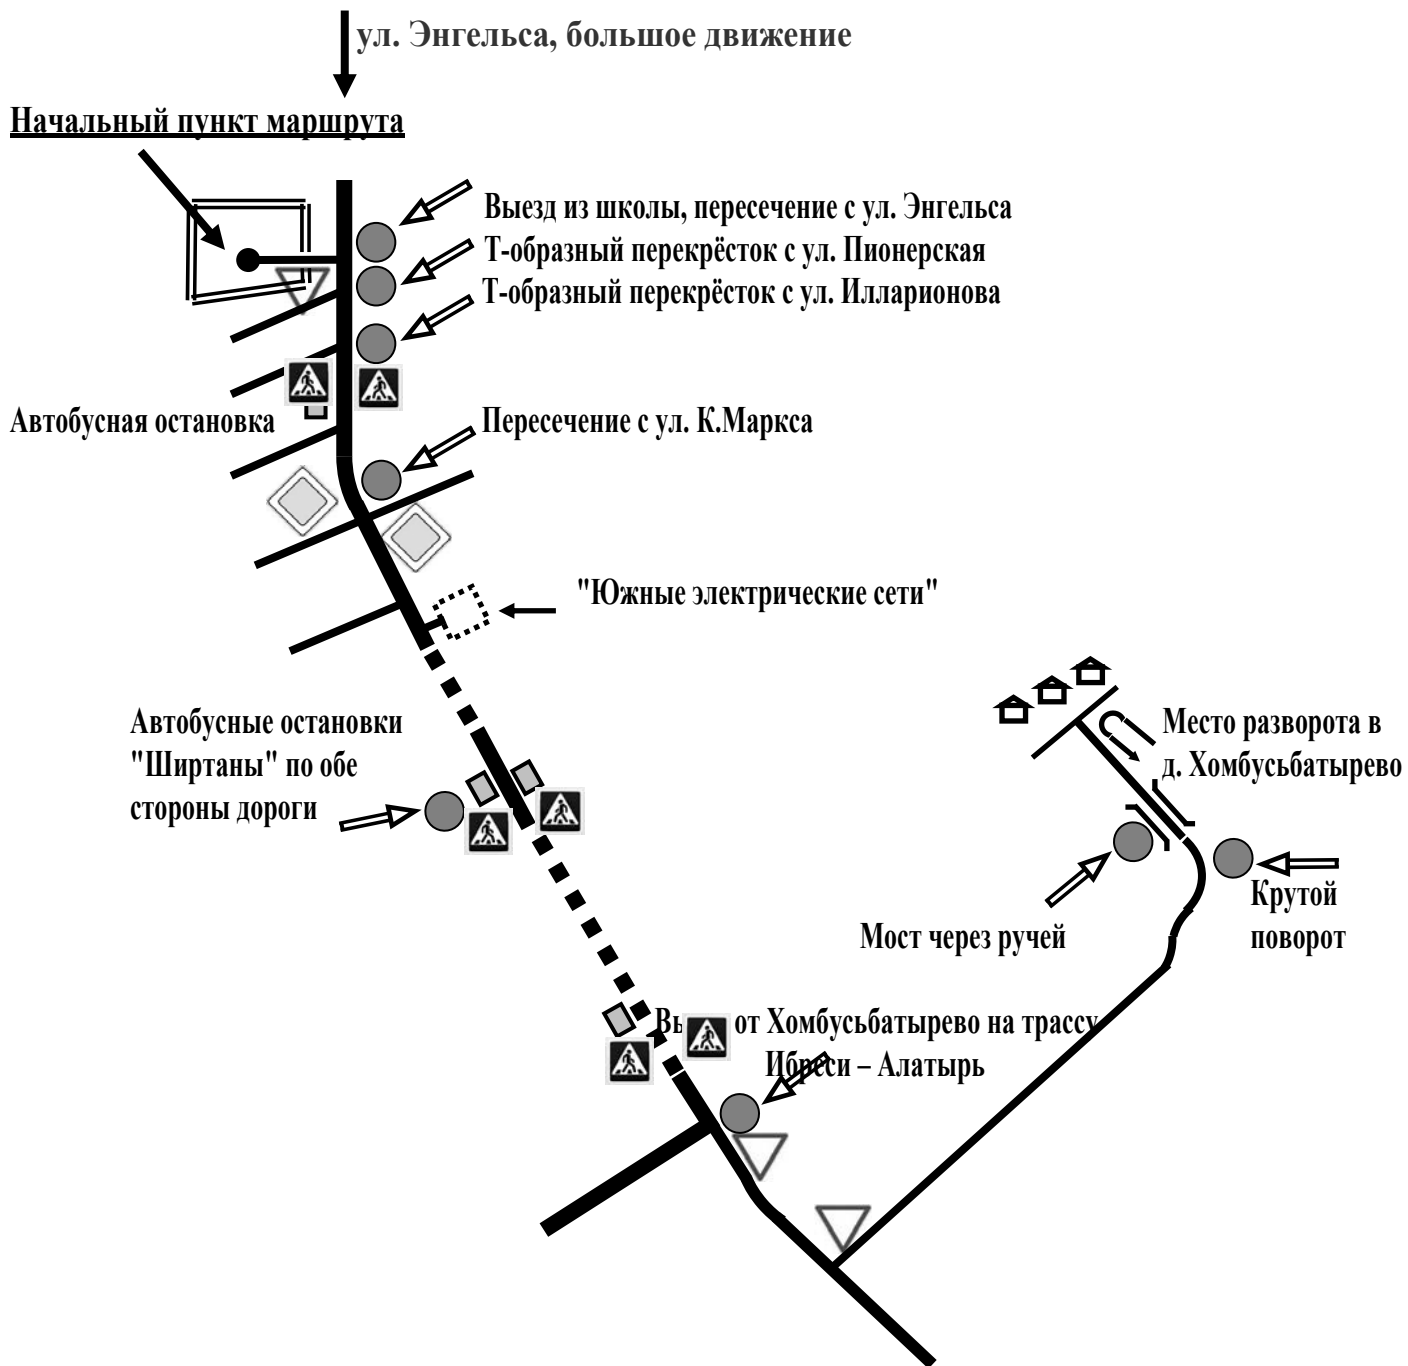 ул. Энгельса, большое движение
Начальный пункт маршрута
Выезд из школы, пересечение с ул. Энгельса
Т-образный перекрёсток с ул. Пионерская
Т-образный перекрёсток с ул. Илларионова
Автобусная остановка
Пересечение с ул. К.Маркса
"Южные электрические сети"
Автобусные остановки
"Ширтаны" по обе
стороны дороги
Место разворота в
д. Хомбусьбатырево
Крутой
поворот
Мост через ручей
от Хомбусьбатырево на трассу
Ибреси – Алатырь